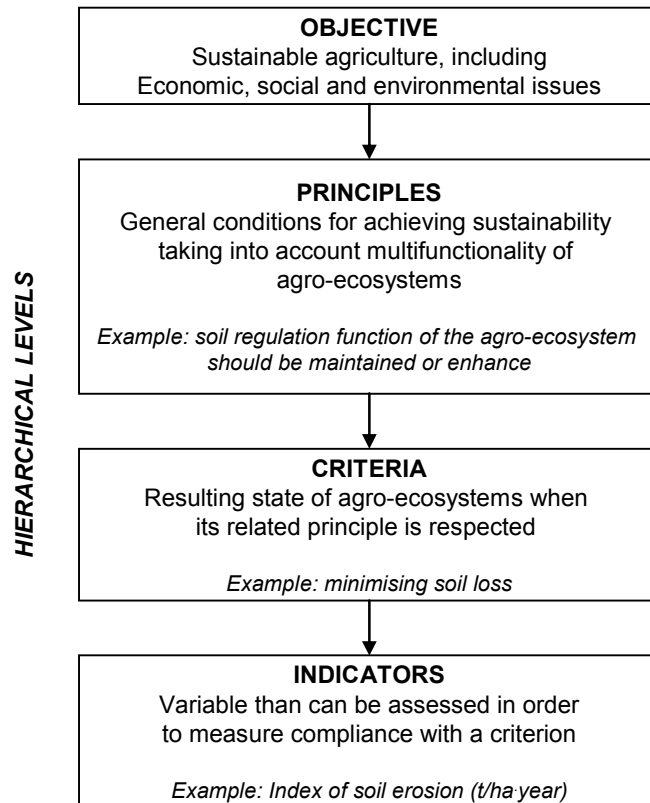 OBJECTIVE
Sustainable agriculture, including
Economic, social and environmental issues
HIERARCHICAL LEVELS
PRINCIPLES
General conditions for achieving sustainability
taking into account multifunctionality of
agro-ecosystems
Example: soil regulation function of the agro-ecosystem
should be maintained or enhance
CRITERIA
Resulting state of agro-ecosystems when
its related principle is respected
Example: minimising soil loss
INDICATORS
Variable than can be assessed in order
to measure compliance with a criterion
Example: Index of soil erosion (t/ha·year)